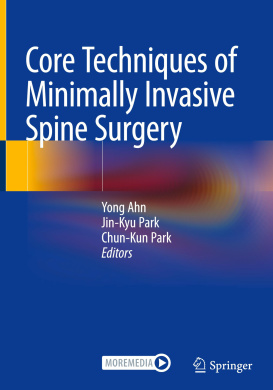 Core Techniques of
Minimally Invasive
Spine Surgery
Yong Ahn
Jin-Kyu Park
Chun-Kun Park
Editors
MOREMEDIA
Springer